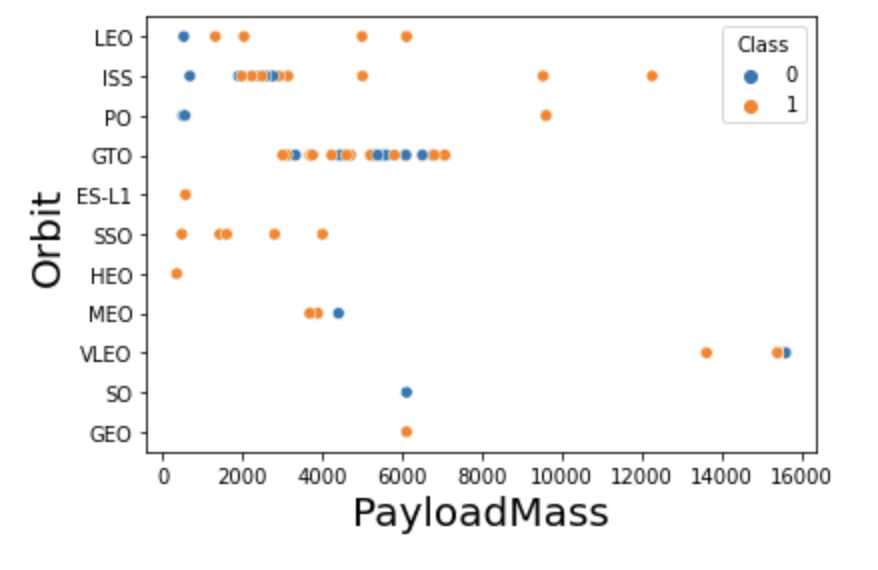 LEO
ISS
PO
GTO
ES-L1
SSO
HEO
MEO
VLEO
SO
GEO
Orbit
Class
0
1
0 2000 4000 6000 8000 10000 12000 14000 16000
PayloadMass